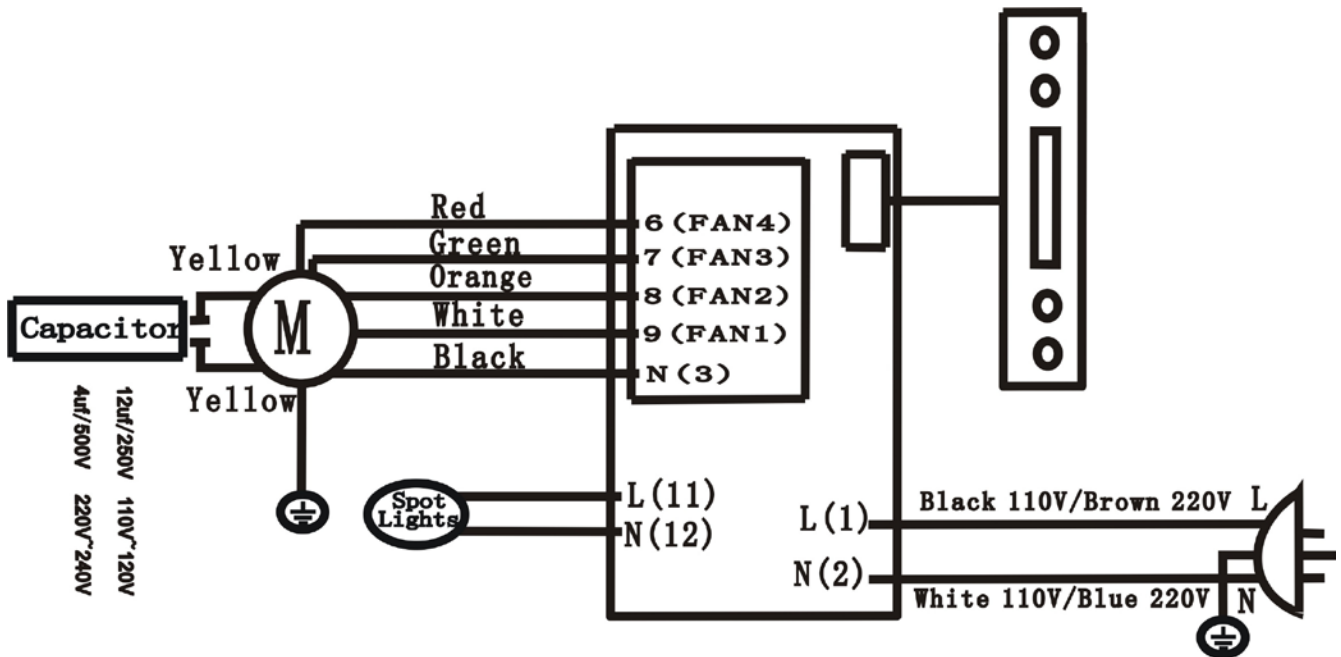 Red
6 (FAN4)
Green
7 (FAN3)
Yellow
Orange
8 (FAN2)
Capacitor
M
White
9 (FAN1)
Black
N (3)
Yellow
12uf/250V 110V~120V
4uf/500V 220V~240V
Spot
Lights
L(11)
N(12)
L(1)
Black 110V/Brown 220V L
N(2)
White 110V/Blue 220V N